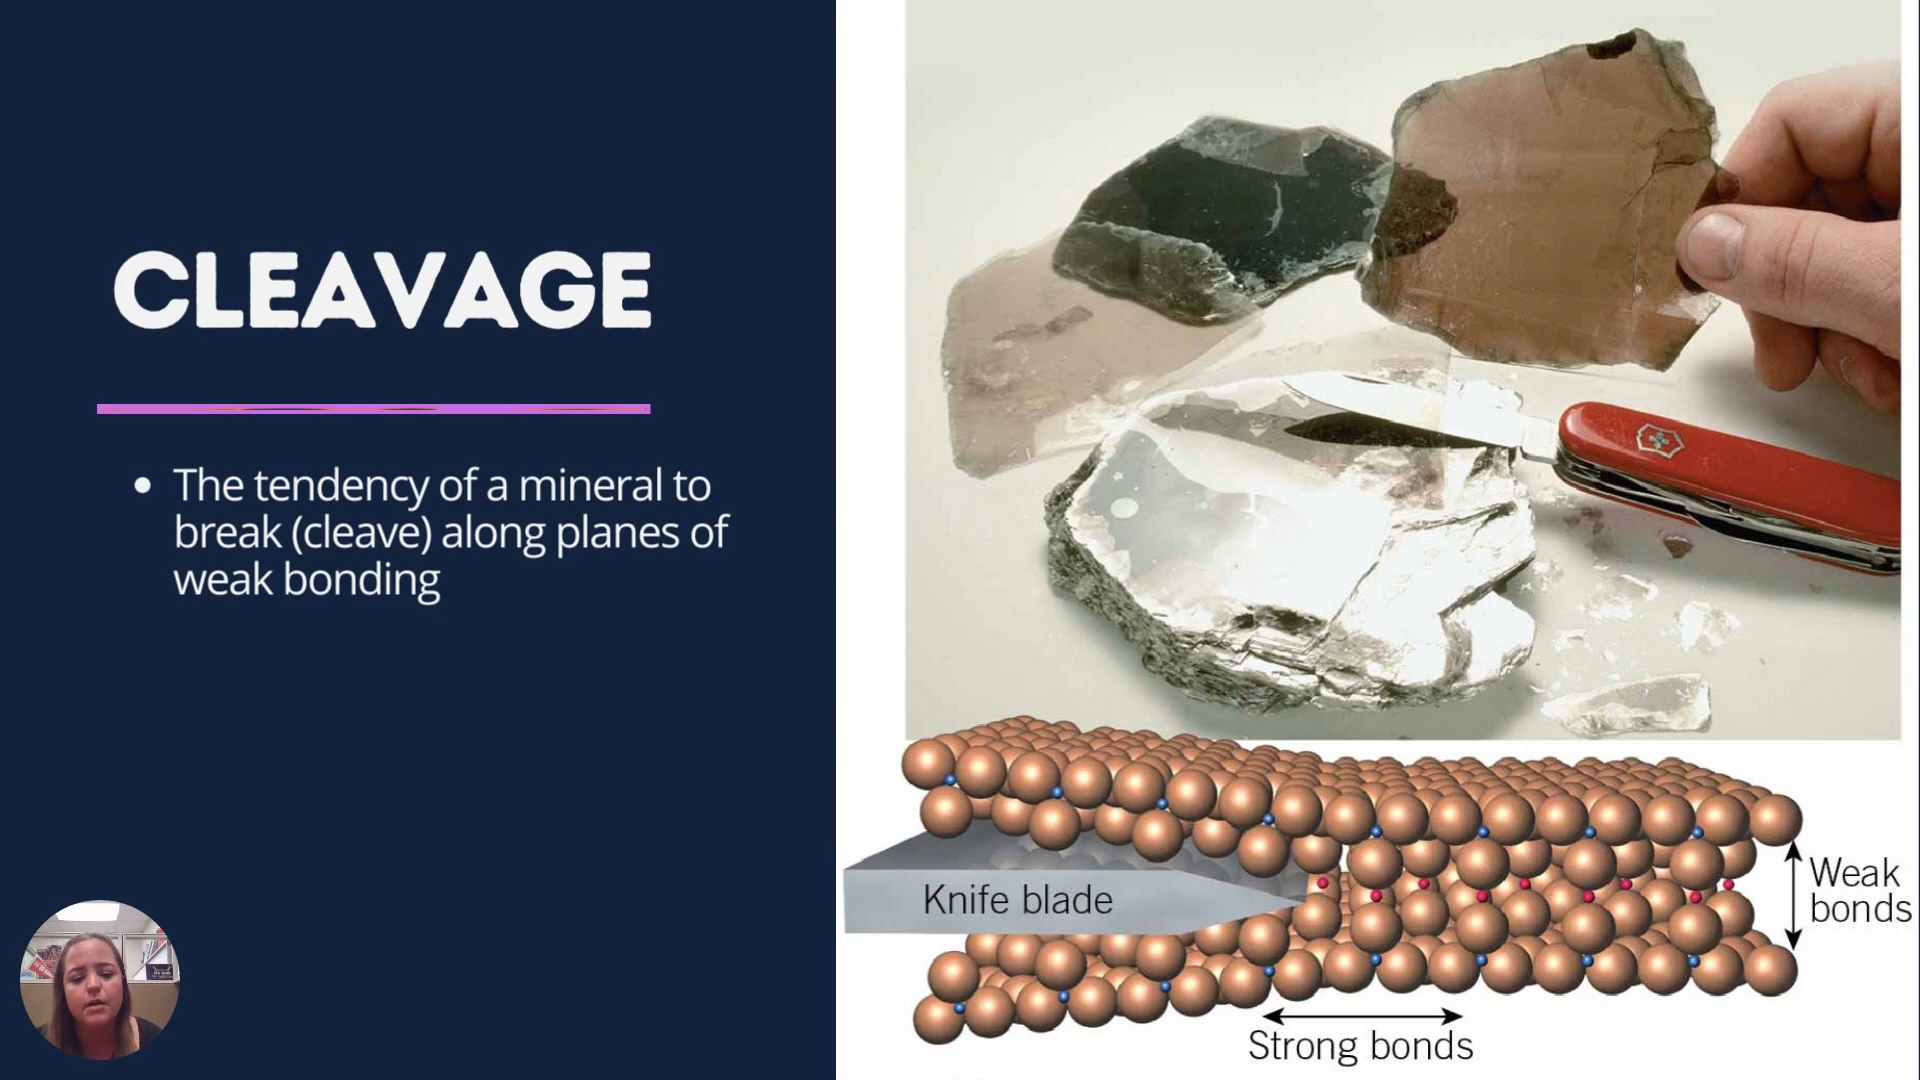 CLEAVAGE
• The tendency of a mineral to
break (cleave) along planes of
weak bonding
Knife blade
Weak
bonds
Strong bonds